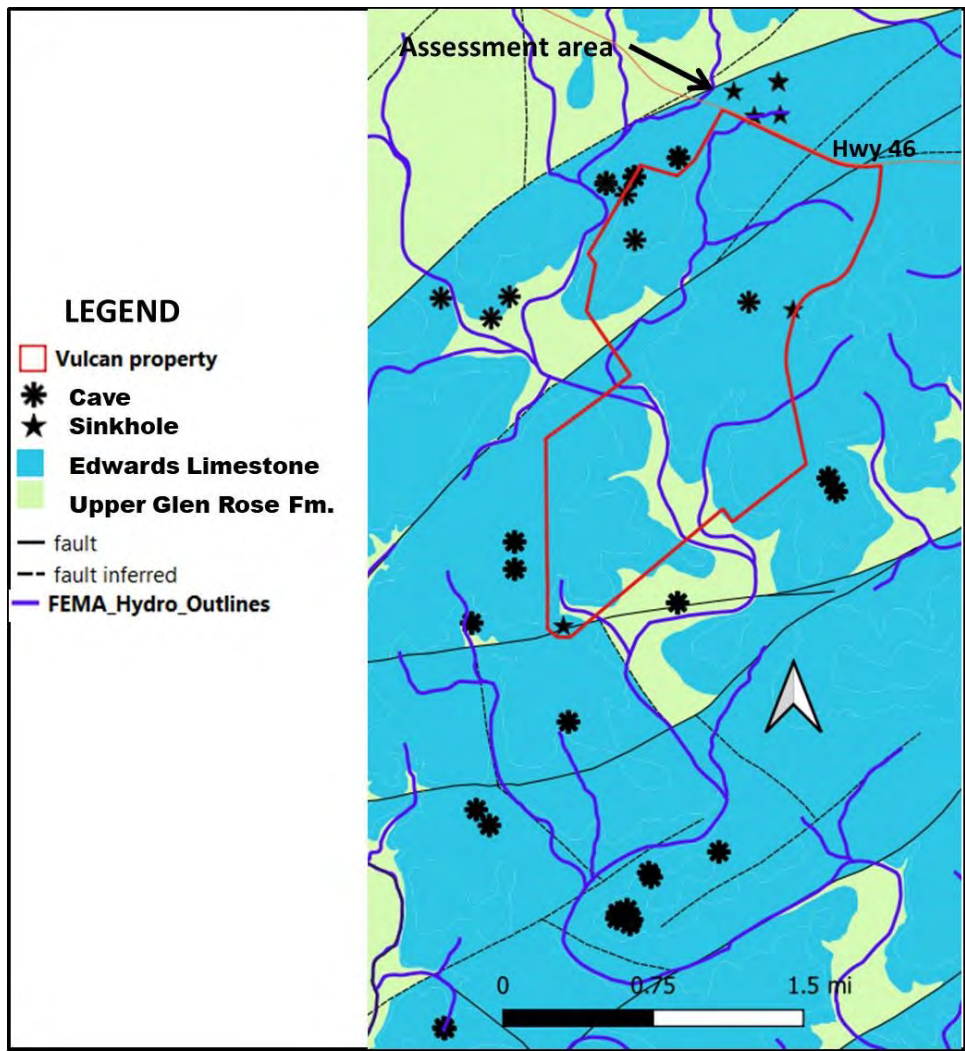 Assessment area
Hwy 46
LEGEND
Vulcan property
Cave
Sinkhole
Edwards Limestone
Upper Glen Rose Fm.
fault
fault inferred
FEMA_Hydro_Outlines
0 0.75 1.5 mi